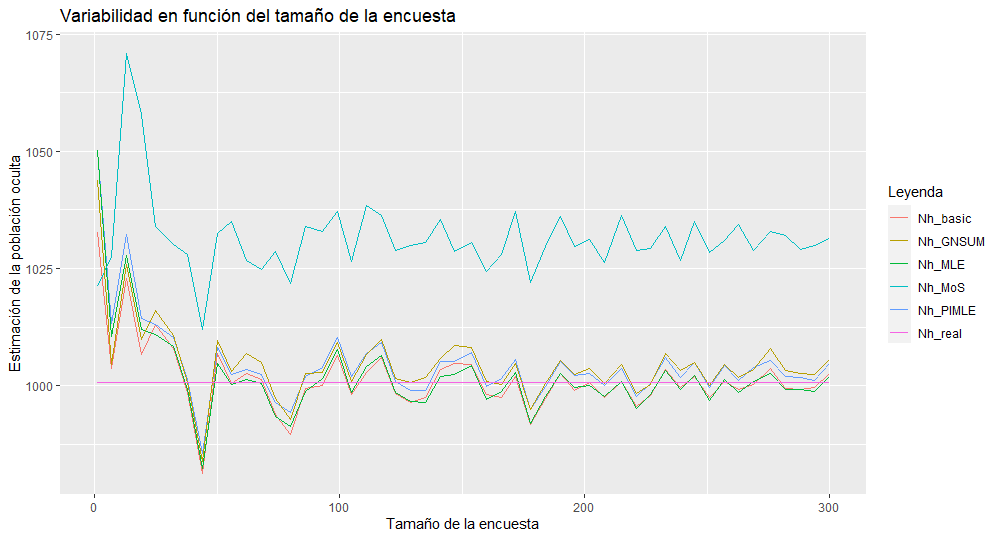 Variabilidad en función del tamaño de la encuesta
Estimación de la población oculta
1075
1050
1025
1000
0
100
200
300
Tamaño de la encuesta
Leyenda
Nh_basic
Nh_GNSUM
Nh_MLE
Nh_MoS
Nh_PIMLE
Nh_real